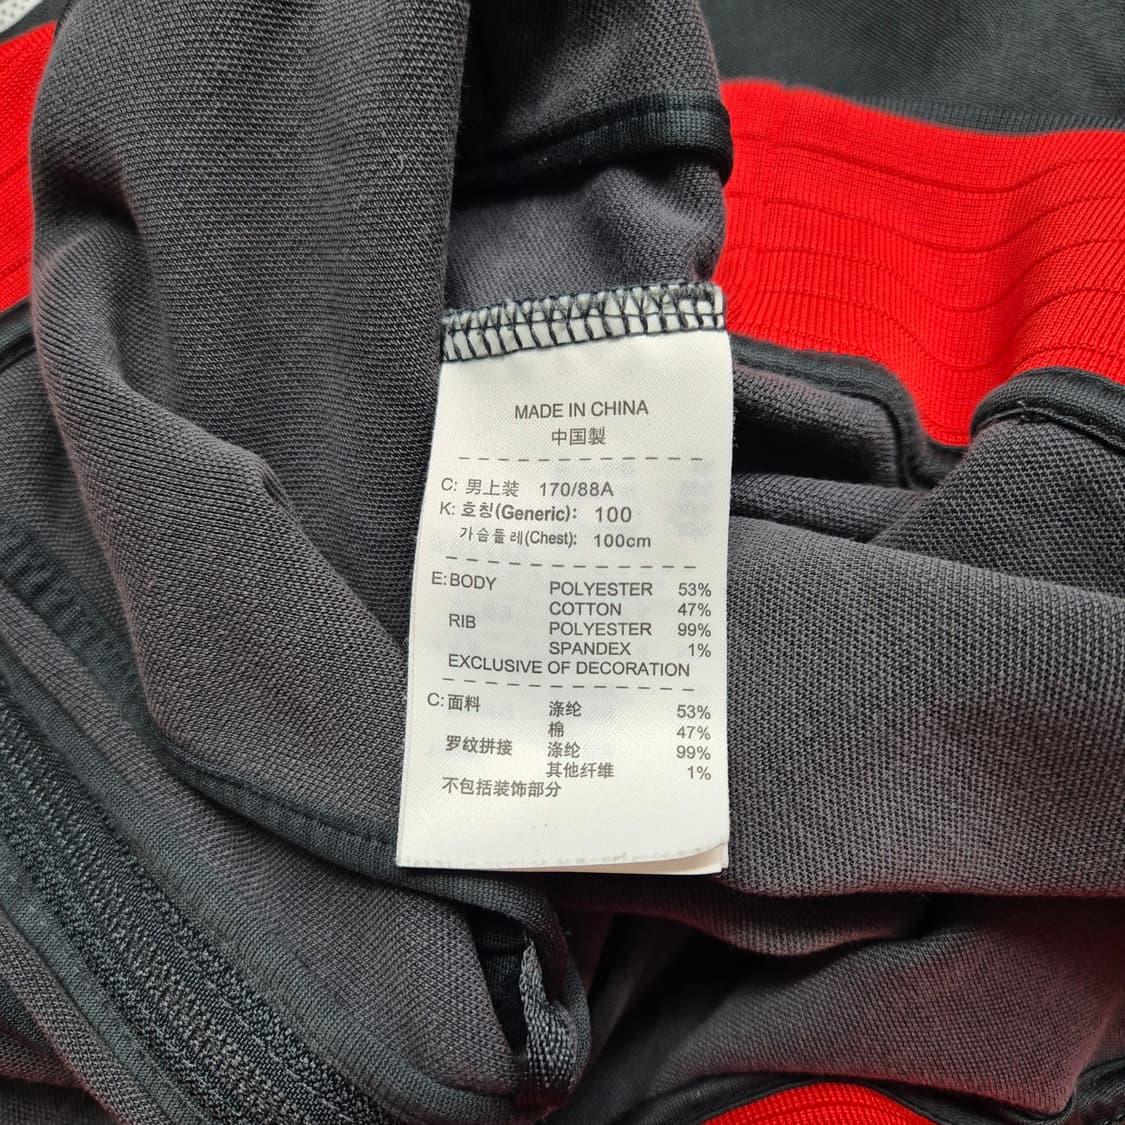 MADE IN CHINA
中国製
C: 男上装 170/88A
K: 호칭(Generic): 100
가슴둘레(Chest): 100cm
E: BODY POLYESTER 53%
COTTON 47%
RIB POLYESTER 99%
SPANDEX 1%
EXCLUSIVE OF DECORATION
C: 面料 涤纶 53%
棉 47%
罗纹拼接 涤纶 99%
其他纤维 1%
不包括装饰部分